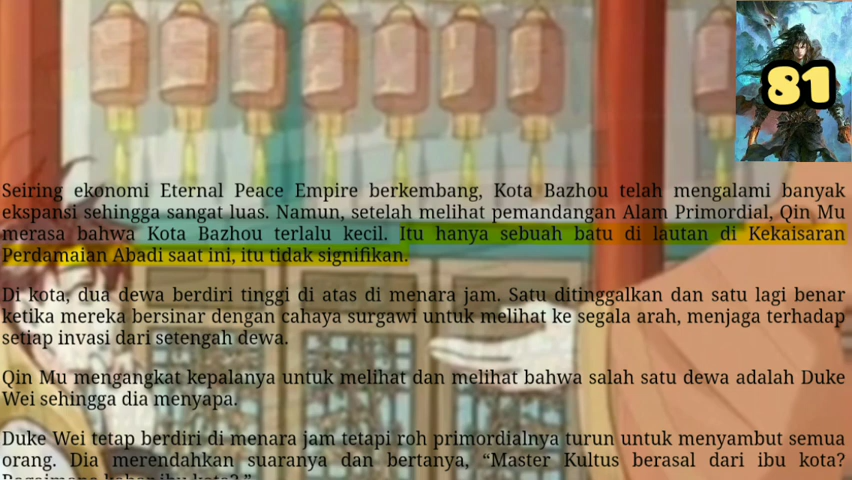 81
Seiring ekonomi Eternal Peace Empire berkembang, Kota Bazhou telah mengalami banyak
ekspansi sehingga sangat luas. Namun, setelah melihat pemandangan Alam Primordial, Qin Mu
merasa bahwa Kota Bazhou terlalu kecil. Itu hanya sebuah batu di lautan di Kekaisaran
Perdamaian Abadi saat ini, itu tidak signifikan.
Di kota, dua dewa berdiri tinggi di atas di menara jam. Satu ditinggalkan dan satu lagi benar
ketika mereka bersinar dengan cahaya surgawi untuk melihat ke segala arah, menjaga terhadap
setiap invasi dari setengah dewa.
Qin Mu mengangkat kepalanya untuk melihat dan melihat bahwa salah satu dewa adalah Duke
Wei sehingga dia menyapa.
Duke Wei tetap berdiri di menara jam tetapi roh primordialnya turun untuk menyambut semua
orang. Dia merendahkan suaranya dan bertanya, “Master Kultus berasal dari ibu kota?